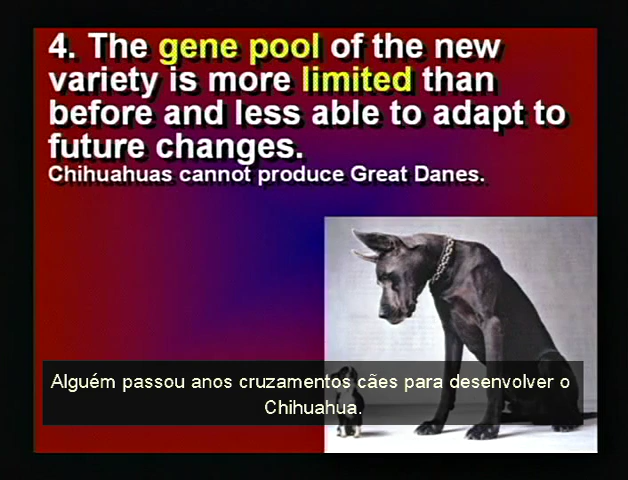 4. The gene pool of the new
variety is more limited than
before and less able to adapt to
future changes.
Chihuahuas cannot produce Great Danes.
Alguém passou anos cruzamentos cães para desenvolver o
Chihuahua.